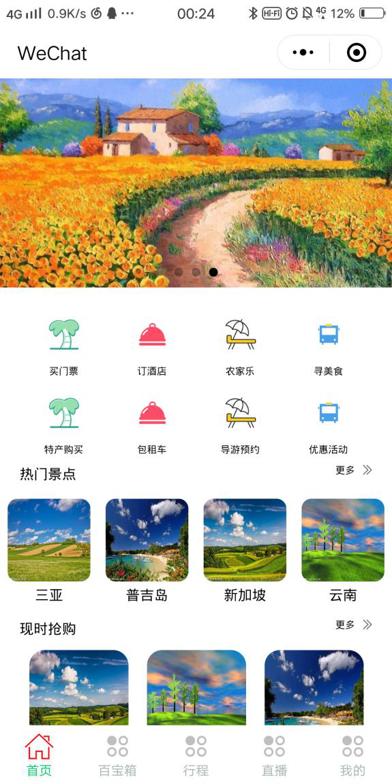 4G 0.9K/s 00:24 HD HI-FI 4G 12%
WeChat
买门票 订酒店 农家乐 寻美食
特产购买 包租车 导游预约 优惠活动
热门景点 更多
三亚 普吉岛 新加坡 云南
现时抢购 更多
首页 百宝箱 行程 直播 我的